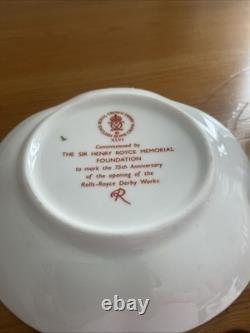 XLVI
Commissioned by
THE SIR HENRY ROYCE MEMORIAL
FOUNDATION
to mark the 75th Anniversary
of the opening of the
Rolls-Royce Derby Works
R